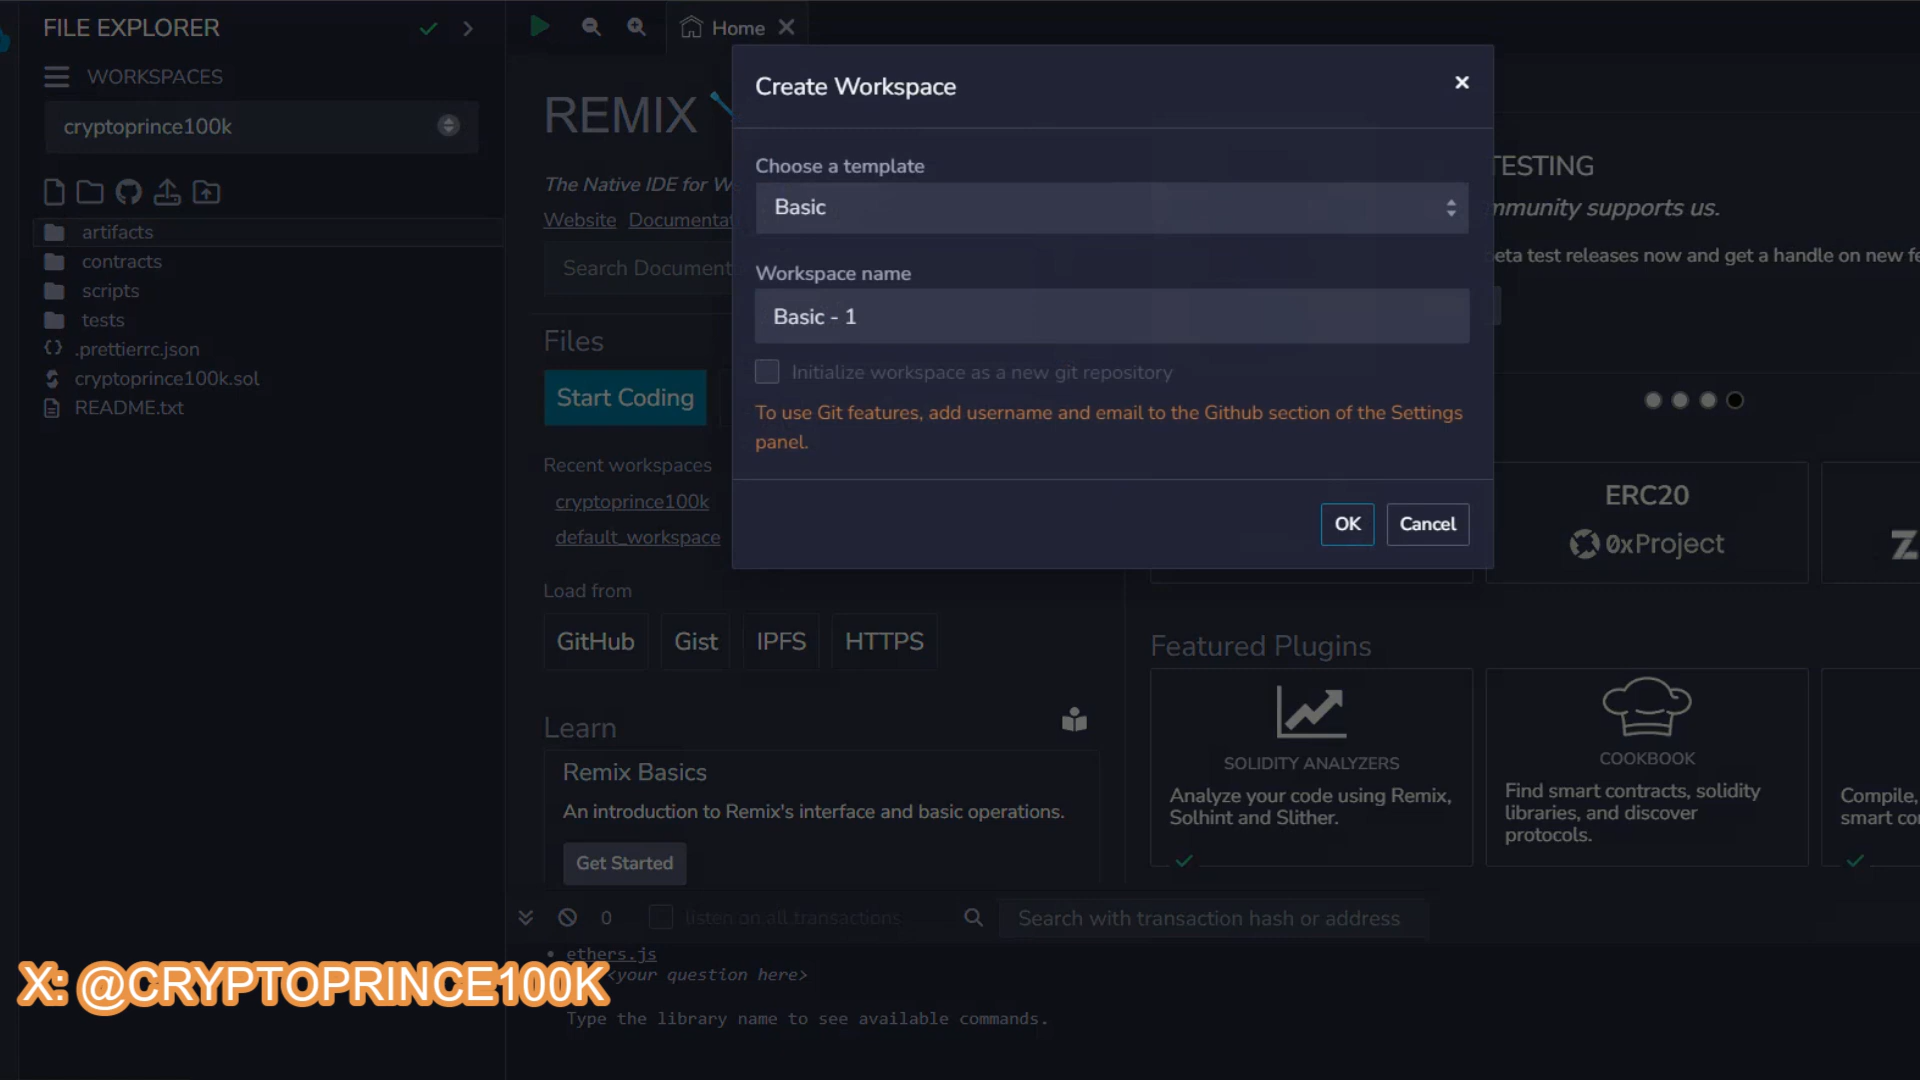 FILE EXPLORER
WORKSPACES
cryptoprince100k
artifacts
contracts
scripts
tests
.prettierrc.json
cryptoprince100k.sol
README.txt
Home
REMIX
The Native IDE for W
Website Documentat
Search Document
Files
Start Coding
Recent workspaces
cryptoprince100k
default_workspace
Load from
GitHub Gist IPFS HTTPS
Learn
Remix Basics
An introduction to Remix's interface and basic operations.
Get Started
Create Workspace
Choose a template
Basic
Workspace name
Basic - 1
Initialize workspace as a new git repository
To use Git features, add username and email to the Github section of the Settings
panel.
OK Cancel
TESTING
mmunity supports us.
beta test releases now and get a handle on new fe
ERC20
0xProject
Z
Featured Plugins
SOLIDITY ANALYZERS
Analyze your code using Remix,
Solhint and Slither.
COOKBOOK
Find smart contracts, solidity
libraries, and discover
protocols.
Compile,
smart con
0 listen on all transactions Search with transaction hash or address
ethers.js
<your question here>
Type the library name to see available commands.
X: @CRYPTOPRINCE100K